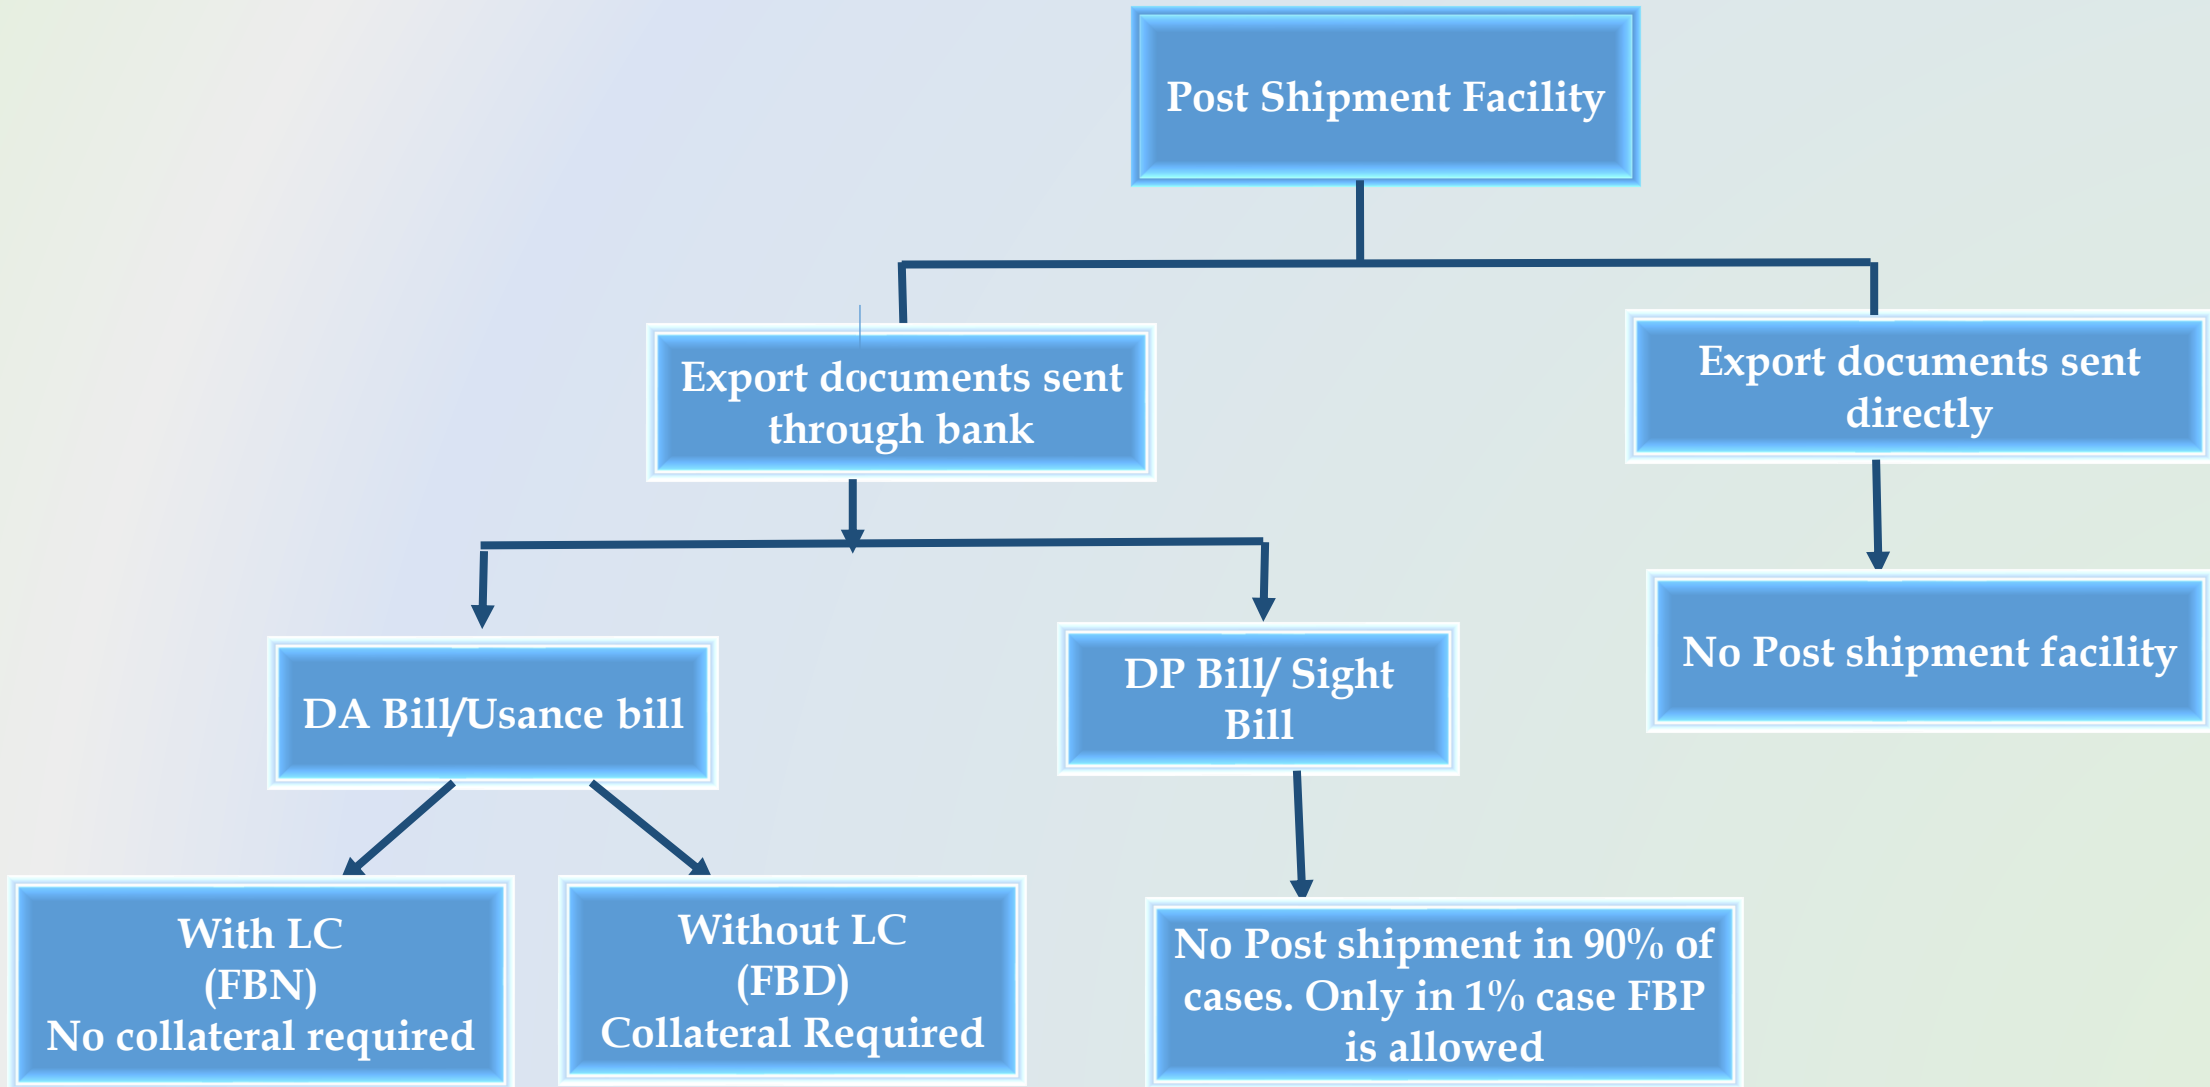 Post Shipment Facility
Export documents sent
through bank
Export documents sent
directly
DA Bill/Usance bill
DP Bill/ Sight
Bill
No Post shipment facility
With LC
(FBN)
No collateral required
Without LC
(FBD)
Collateral Required
No Post shipment in 90% of
cases. Only in 1% case FBP
is allowed